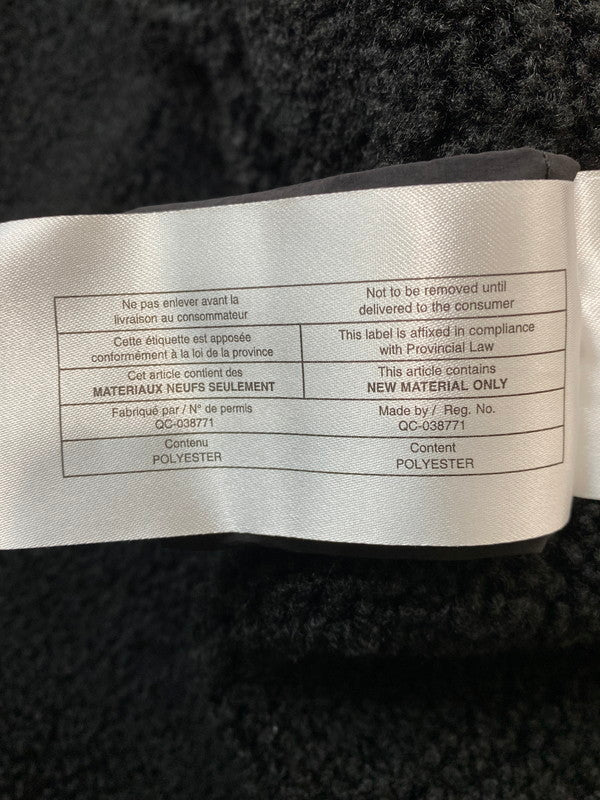 Ne pas enlever avant la
livraison au consommateur
Not to be removed until
delivered to the consumer
Cette étiquette est apposée
conformément à la loi de la province
This label is affixed in compliance
with Provincial Law
Cet article contient des
MATERIAUX NEUFS SEULEMENT
This article contains
NEW MATERIAL ONLY
Fabriqué par / N° de permis
QC-038771
Made by / Reg. No.
QC-038771
Contenu
POLYESTER
Content
POLYESTER